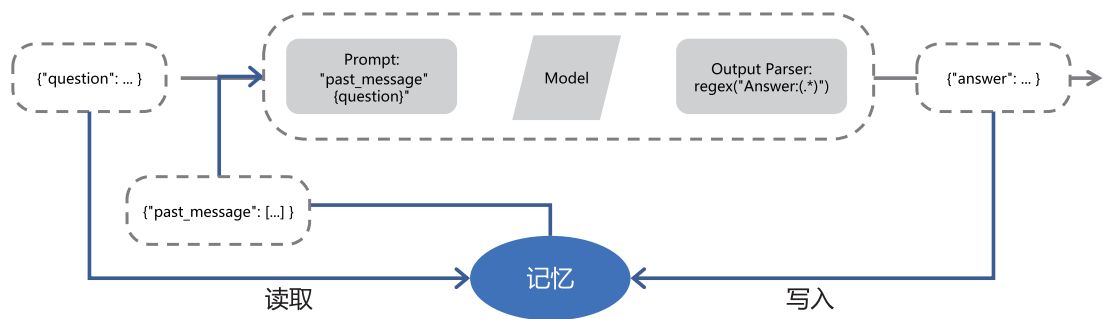 {"question": ... }
Prompt:
"past_message"
{question}"
Model
Output Parser:
regex("Answer:(.*)")
{"answer": ... }
{"past_message": [...] }
记忆
读取
写入